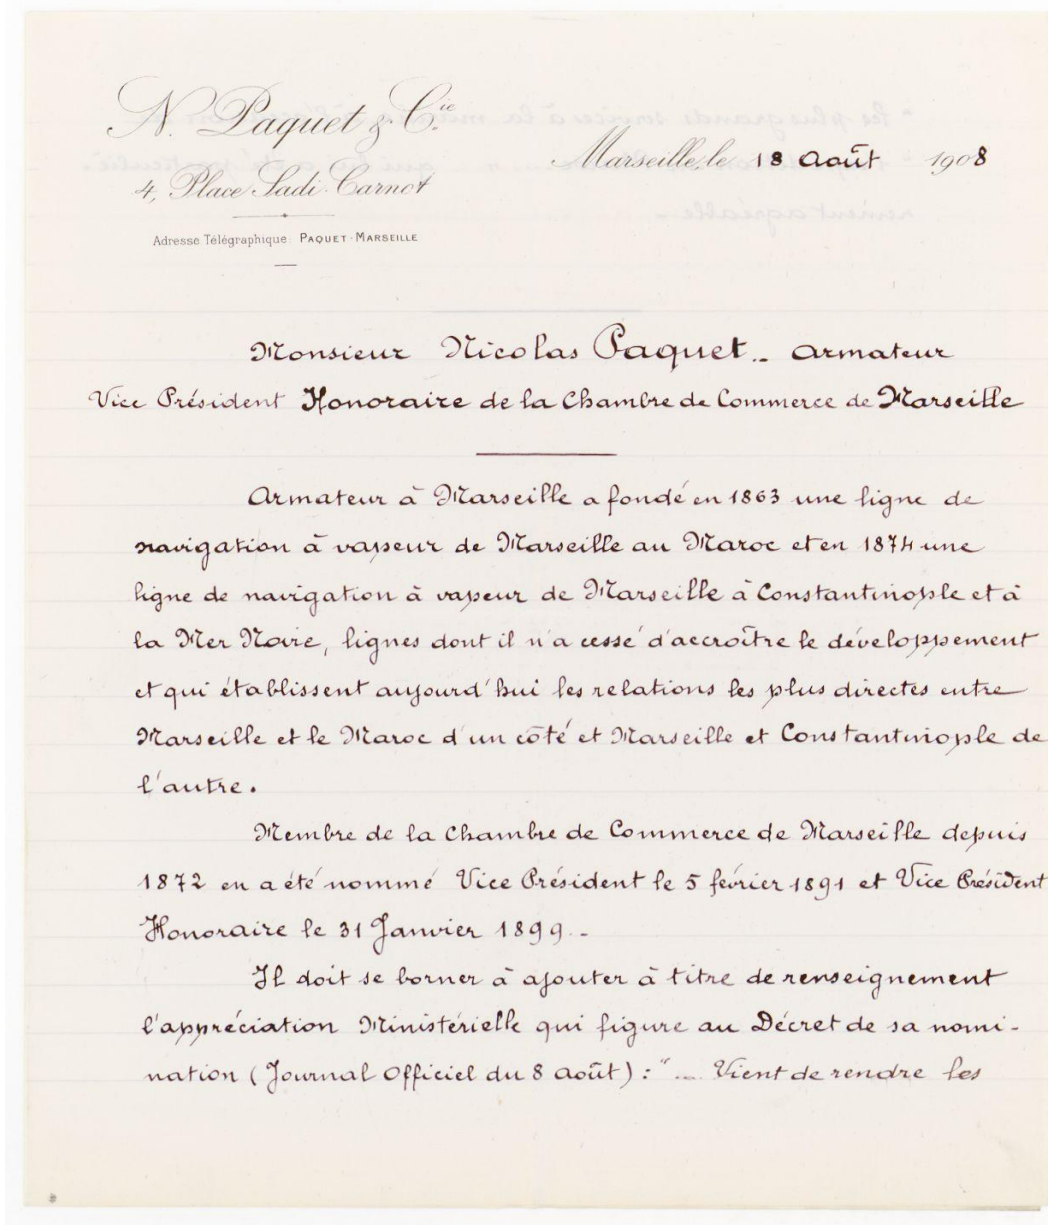 N. Paquet & Cie.
Marseille, le 18 Août 1908
4, Place Sadi-Carnot
Adresse Télégraphique: PAQUET-MARSEILLE
Monsieur Nicolas Paquet.. Armateur
Vice Président Honoraire de la Chambre de Commerce de Marseille
Armateur à Marseille a fondé en 1863 une ligne de
navigation à vapeur de Marseille au Maroc et en 1874 une
ligne de navigation à vapeur de Marseille à Constantinople et à
la Mer Noire, lignes dont il n'a cessé d'accroître le développement
et qui établissent aujourd'hui les relations les plus directes entre
Marseille et le Maroc d'un côté et Marseille et Constantinople de
l'autre.
Membre de la Chambre de Commerce de Marseille depuis
1872 en a été nommé Vice Président le 5 février 1891 et Vice Président
Honoraire le 31 Janvier 1899..
Il doit se borner à ajouter à titre de renseignement
l'appréciation Ministérielle qui figure au Décret de sa nomi-
nation (Journal Officiel du 8 Août) : "... Vient de rendre les